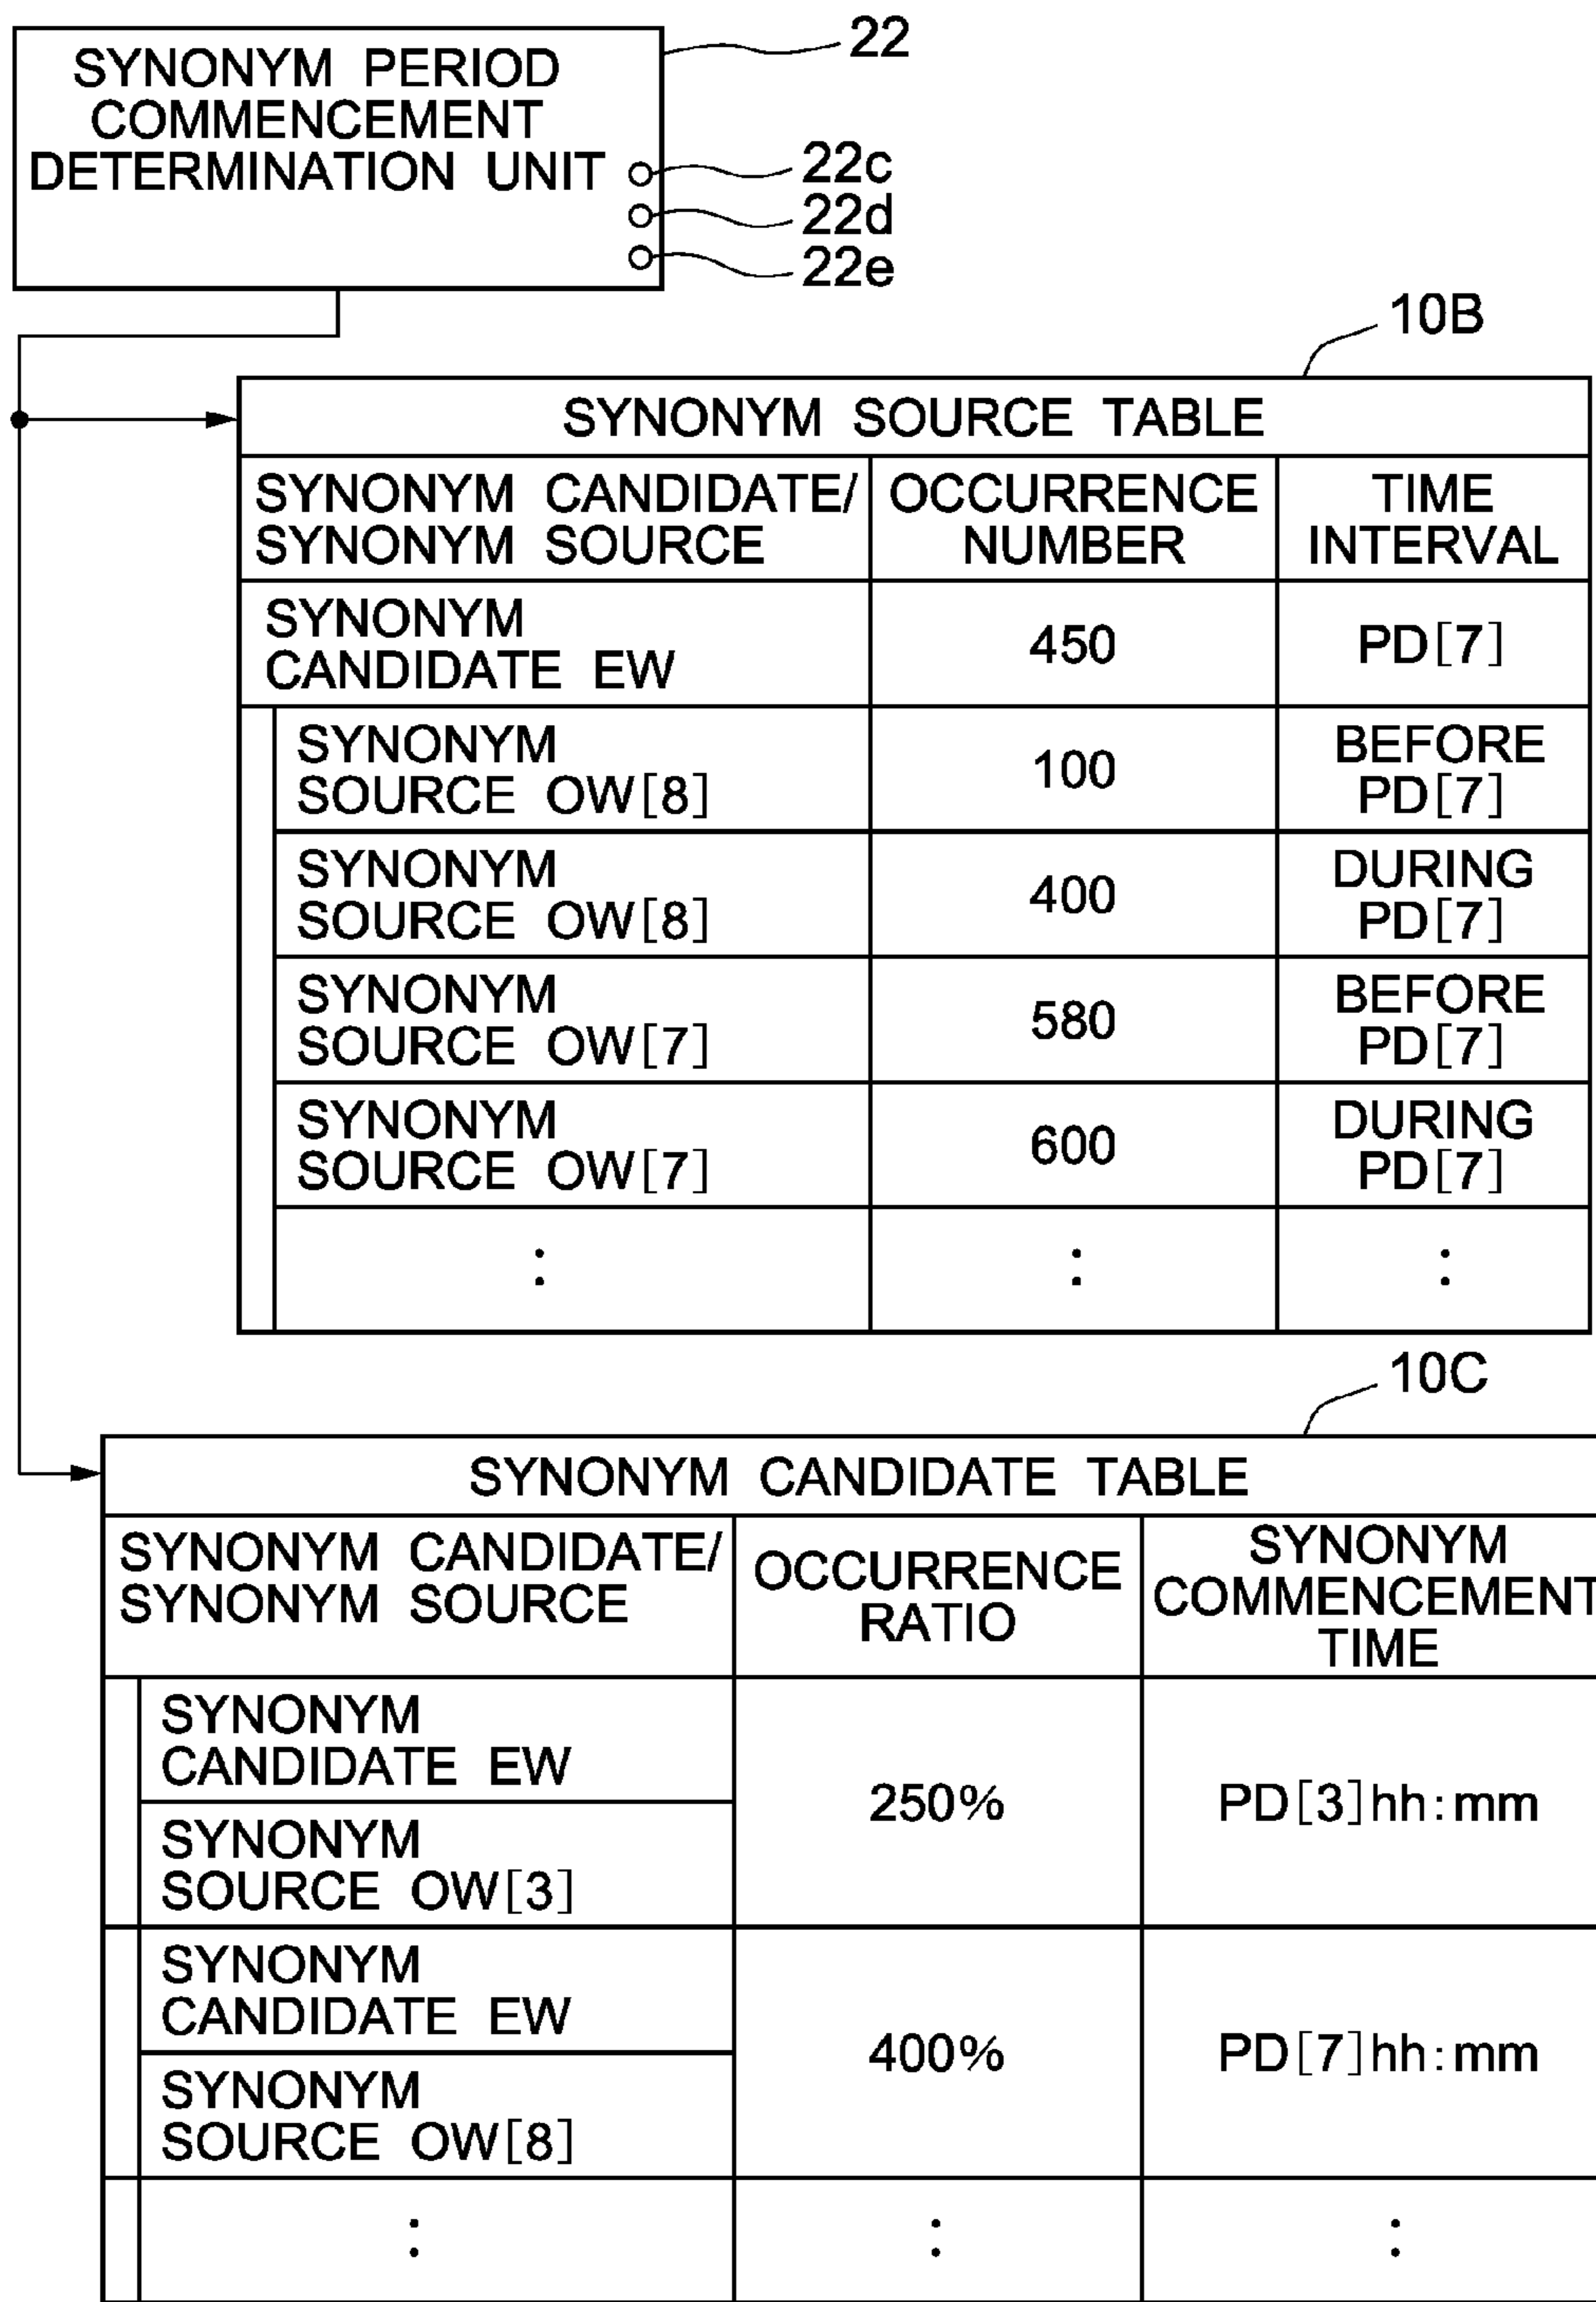 SYNONYM PERIOD
COMMENCEMENT
DETERMINATION UNIT
22
22c
22d
22e
10B
SYNONYM SOURCE TABLE
SYNONYM CANDIDATE/
SYNONYM SOURCE
OCCURRENCE
NUMBER
TIME
INTERVAL
SYNONYM
CANDIDATE EW
450
PD[7]
SYNONYM
SOURCE OW[8]
100
BEFORE
PD[7]
SYNONYM
SOURCE OW[8]
400
DURING
PD[7]
SYNONYM
SOURCE OW[7]
580
BEFORE
PD[7]
SYNONYM
SOURCE OW[7]
600
DURING
PD[7]
:
:
:
10C
SYNONYM CANDIDATE TABLE
SYNONYM CANDIDATE/
SYNONYM SOURCE
OCCURRENCE
RATIO
SYNONYM
COMMENCEMENT
TIME
SYNONYM
CANDIDATE EW
SYNONYM
SOURCE OW[3]
250%
PD[3]hh:mm
SYNONYM
CANDIDATE EW
SYNONYM
SOURCE OW[8]
400%
PD[7]hh:mm
:
:
: